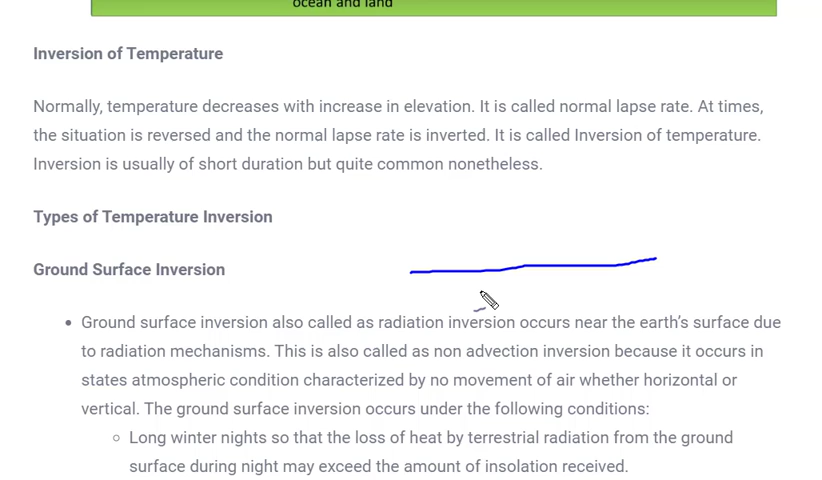 ocean and land
Inversion of Temperature
Normally, temperature decreases with increase in elevation. It is called normal lapse rate. At times,
the situation is reversed and the normal lapse rate is inverted. It is called Inversion of temperature.
Inversion is usually of short duration but quite common nonetheless.
Types of Temperature Inversion
Ground Surface Inversion
Ground surface inversion also called as radiation inversion occurs near the earth’s surface due
to radiation mechanisms. This is also called as non advection inversion because it occurs in
states atmospheric condition characterized by no movement of air whether horizontal or
vertical. The ground surface inversion occurs under the following conditions:
Long winter nights so that the loss of heat by terrestrial radiation from the ground
surface during night may exceed the amount of insolation received.